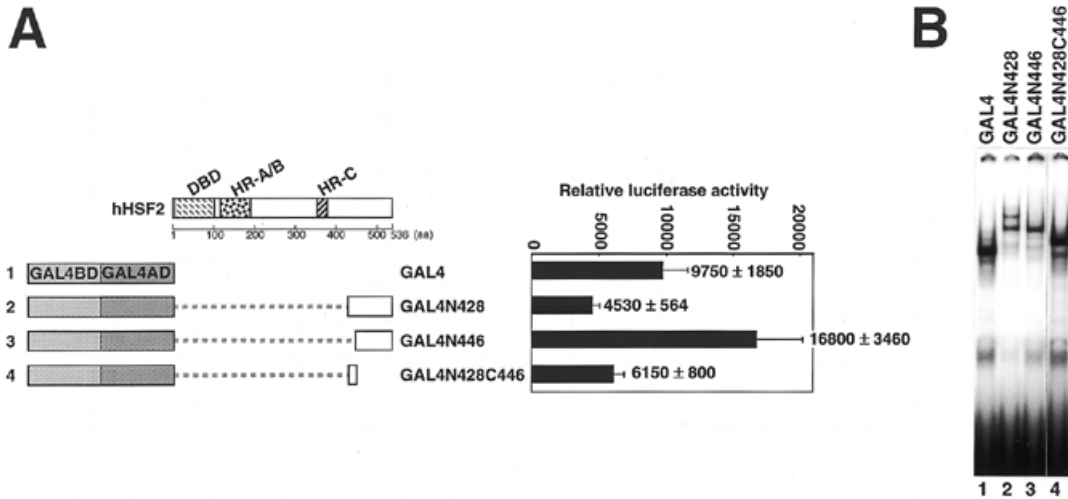 A
B
GAL4
GAL4N428
GAL4N446
GAL4N428C446
DBD
HR-A/B
HR-C
hHSF2
1 100 200 300 400 500 536 (aa)
Relative luciferase activity
0 5000 10000 15000 20000
1 GAL4BD GAL4AD GAL4 9750 ± 1850
2 GAL4N428 4530 ± 564
3 GAL4N446 16800 ± 3460
4 GAL4N428C446 6150 ± 800
1 2 3 4